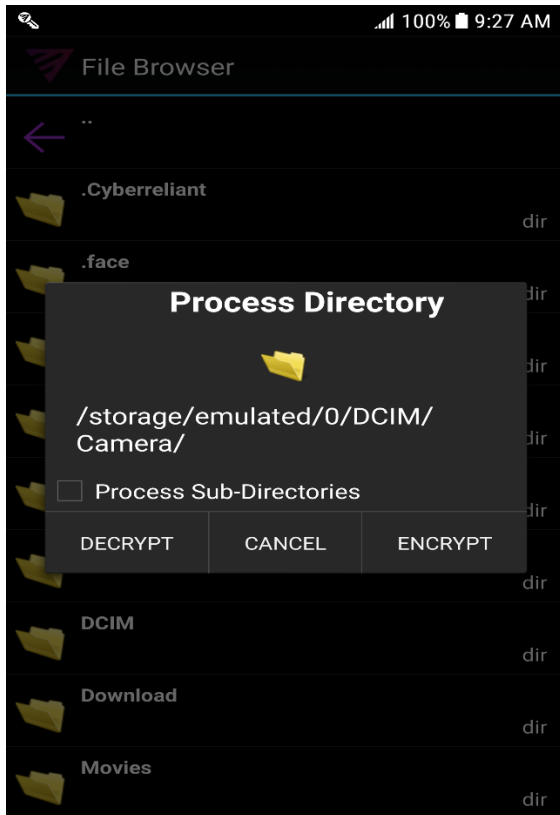 100% 9:27 AM
File Browser
..
.Cyberreliant
dir
.face
dir
Process Directory
dir
/storage/emulated/0/DCIM/
Camera/
dir
Process Sub-Directories
dir
DECRYPT CANCEL ENCRYPT
dir
DCIM
dir
Download
dir
Movies
dir